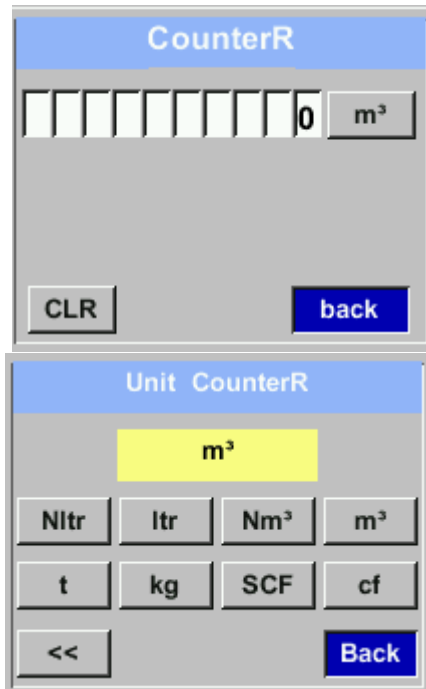 CounterR
0 m³
CLR back
Unit CounterR
m³
Nltr ltr Nm³ m³
t kg SCF cf
<< Back